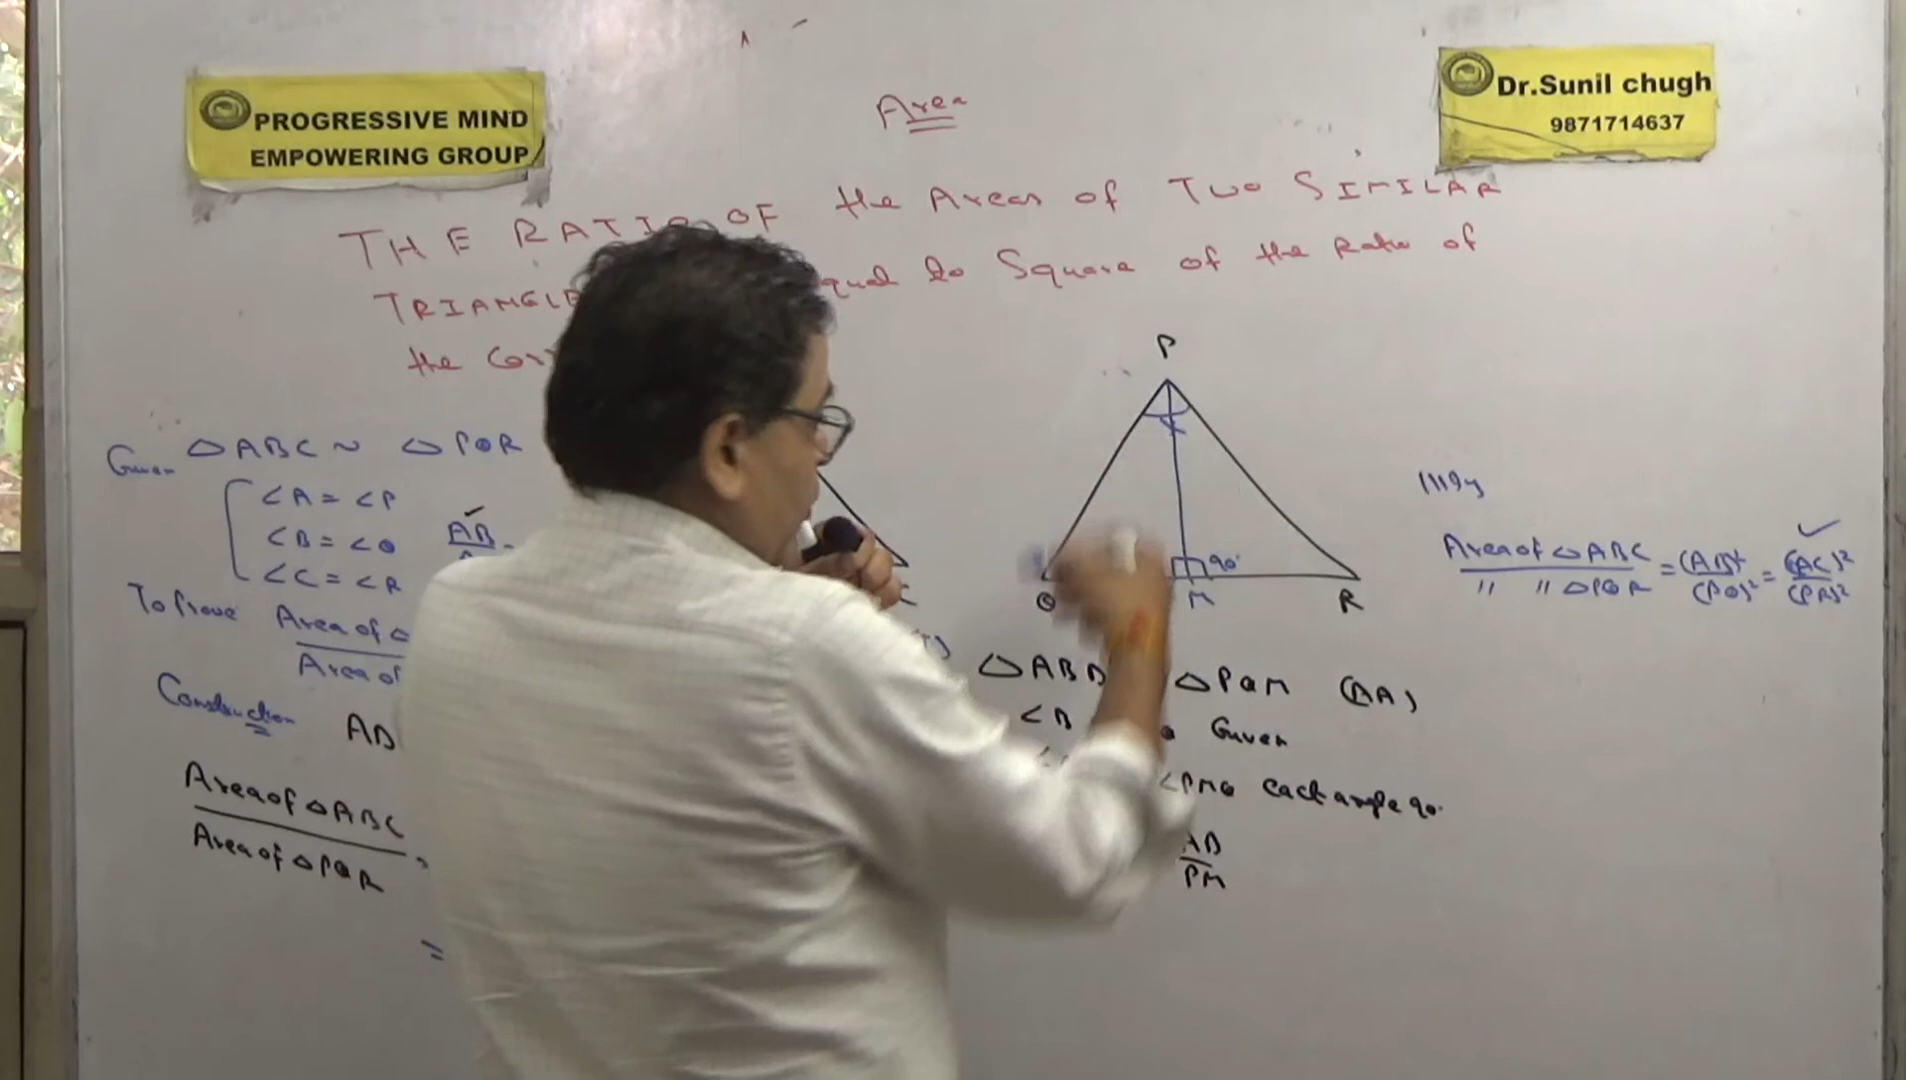 PROGRESSIVE MIND
EMPOWERING GROUP
Dr.Sunil chugh
9871714637
Area
THE RATIO OF the Areas of TWO SIMILAR
TRIANGLE qual to Square of the Ratio of
the Cor
Given △ABC ~ △PQR
∠A = ∠P
∠B = ∠Q
∠C = ∠R
AB
To Prove Area of △
Area of
Construction AD
Area of △ABC
Area of △PQR
=
P
Q
M
R
90°
△ABD △PQM (AA)
∠B Q Given
∠PMQ each angle 90°
AD
PM
lllly
Area of △ABC = (AB)² = (AC)²
" " △PQR (PQ)² (PR)²